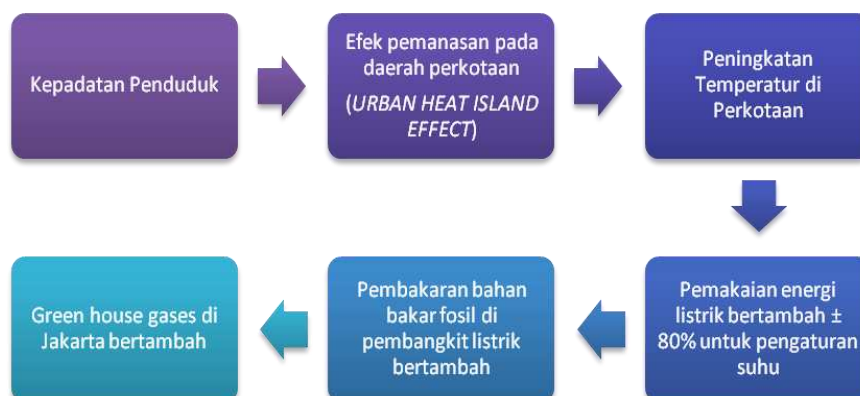 Kepadatan Penduduk
Efek pemanasan pada
daerah perkotaan
(URBAN HEAT ISLAND
EFFECT)
Peningkatan
Temperatur di
Perkotaan
Pemakaian energi
listrik bertambah ±
80% untuk pengaturan
suhu
Pembakaran bahan
bakar fosil di
pembangkit listrik
bertambah
Green house gases di
Jakarta bertambah